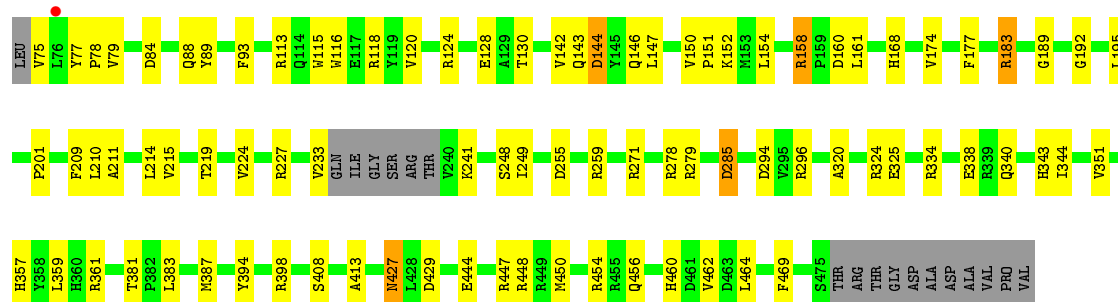 LEU V75 L76 Y77 P78 V79 D84 Q88 Y89 F93 R113 Q114 W115 W116 E117 R118 Y119 V120 R124 E128 A129 T130 V142 Q143 D144 Y145 Q146 L147 V150 P151 K152 M153 L154 R158 P159 D160 L161 H168 V174 F177 R183 G189 G192 L195
P201 F209 L210 A211 L214 V215 T219 V224 R227 V233 GLN ILE GLY SER ARG THR V240 K241 S248 I249 D255 R259 R271 R278 R279 D285 D294 V295 R296 A320 R324 E325 R334 E338 R339 Q340 H343 I344 V351
H357 Y358 L359 H360 R361 T381 P382 L383 M387 Y394 R398 S408 A413 N427 L428 D429 E444 R447 R448 R449 M450 R454 R455 Q456 H460 D461 V462 D463 L464 F469 S475 THR ARG THR GLY ASP ALA ASP ALA VAL PRO VAL